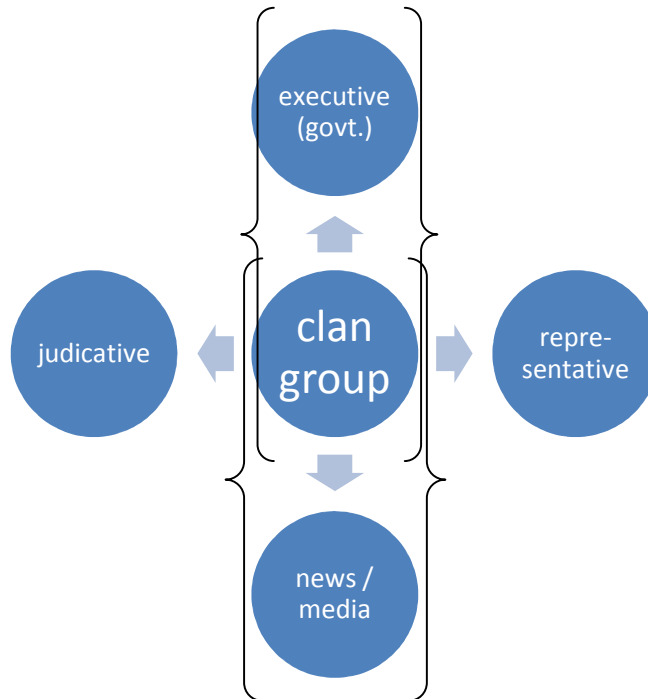 executive
(govt.)
judicative
clan
group
repre-
sentative
news /
media